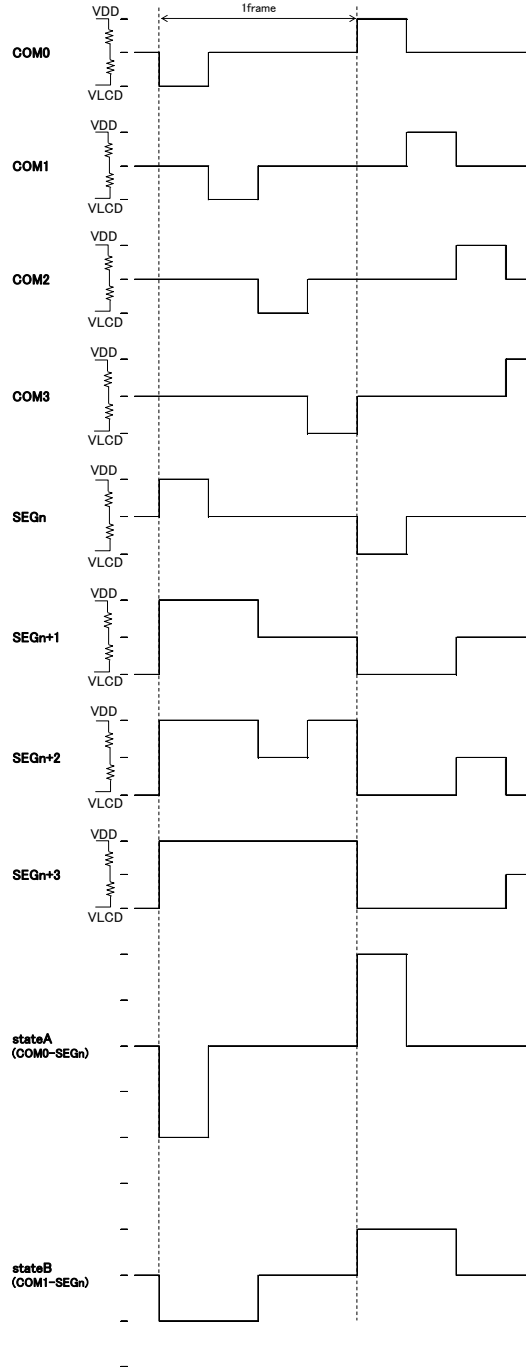 1frame
VDD
COM0
VLCD
VDD
COM1
VLCD
VDD
COM2
VLCD
VDD
COM3
VLCD
VDD
SEGn
VLCD
VDD
SEGn+1
VLCD
VDD
SEGn+2
VLCD
VDD
SEGn+3
VLCD
stateA
(COM0-SEGn)
stateB
(COM1-SEGn)